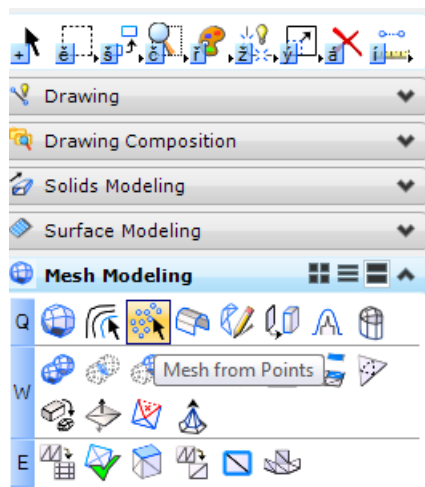 + ě š č ř ž ý á í
Drawing
Drawing Composition
Solids Modeling
Surface Modeling
Mesh Modeling
Q
Mesh from Points
W
E